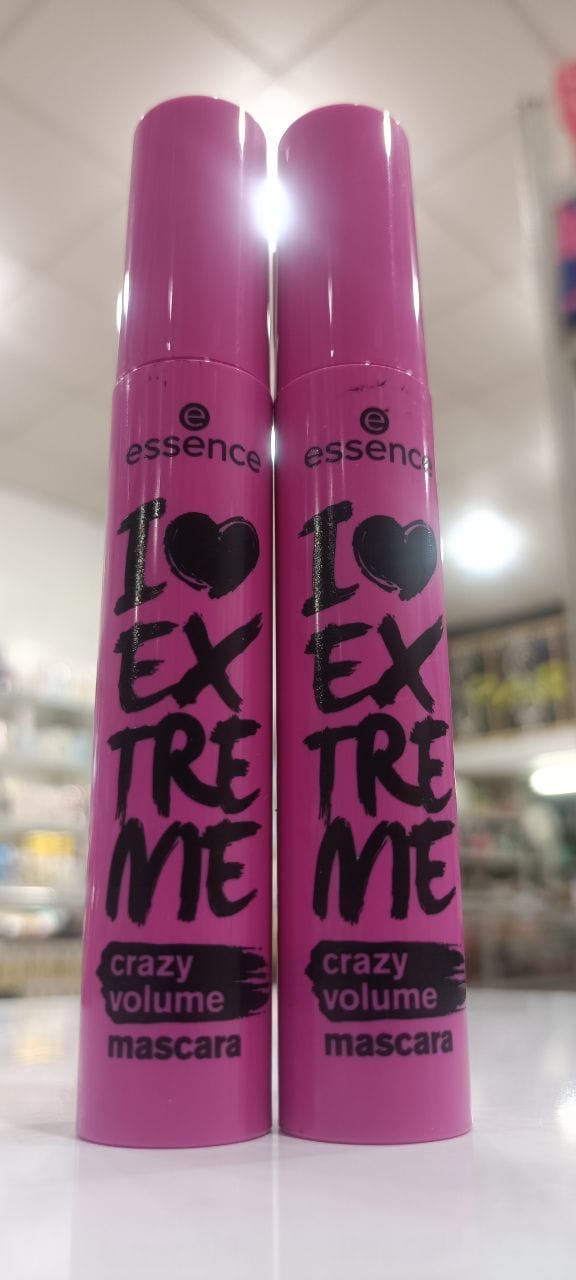 e
essence
I ♥
EX
TRE
ME
crazy
volume
mascara
e
essence
I ♥
EX
TRE
ME
crazy
volume
mascara